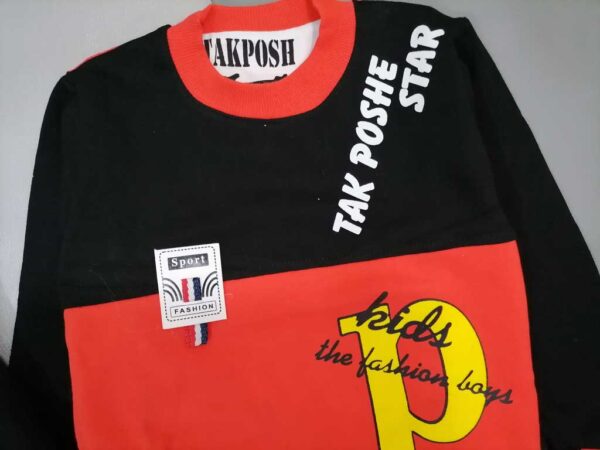 TAKPOSH
TAK POSHE
STAR
Sport
FASHION
kids
the fashion boys
P